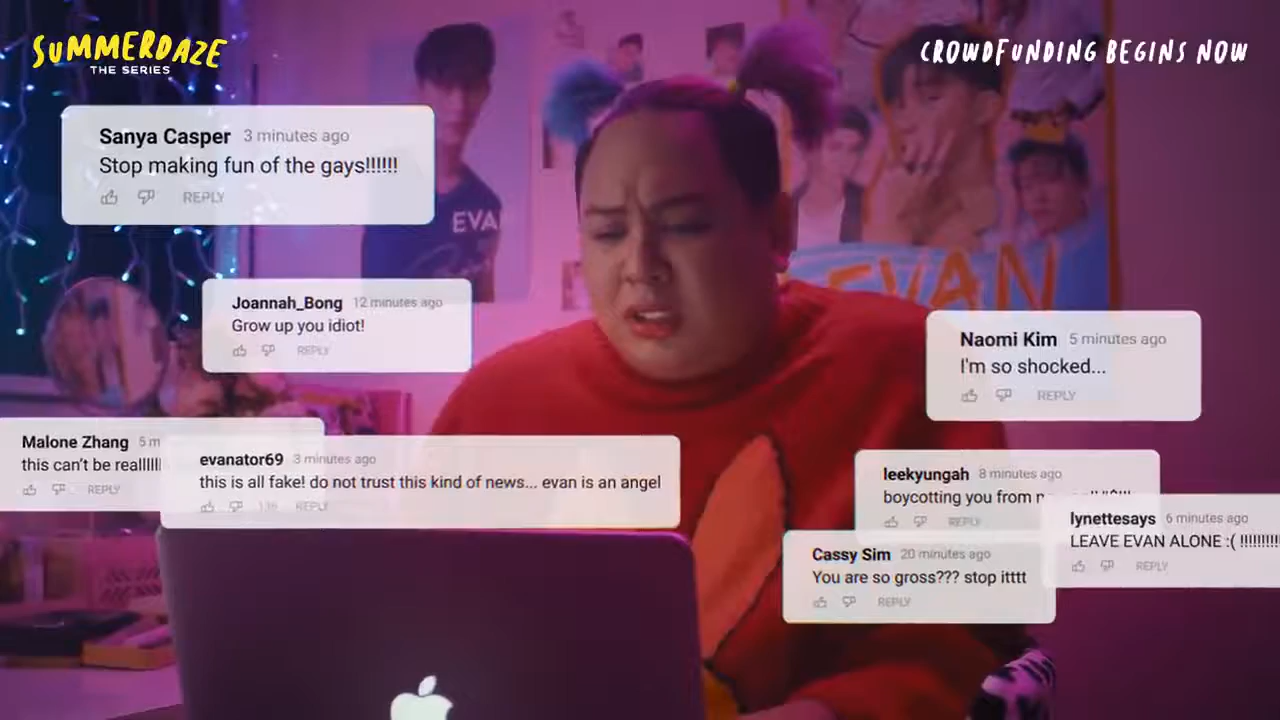 SUMMERDAZE
THE SERIES
CROWDFUNDING BEGINS NOW
EVAN
Sanya Casper 3 minutes ago
Stop making fun of the gays!!!!!!
REPLY
Joannah_Bong 12 minutes ago
Grow up you idiot!
REPLY
EVAN
Naomi Kim 5 minutes ago
I'm so shocked...
REPLY
Malone Zhang 5 m
this can't be realllll
REPLY
evanator69 3 minutes ago
this is all fake! do not trust this kind of news... evan is an angel
136 REPLY
leekyungah 8 minutes ago
boycotting you from
REPLY
lynettesays 6 minutes ago
LEAVE EVAN ALONE :( !!!!!!!!!!
REPLY
Cassy Sim 20 minutes ago
You are so gross??? stop itttt
REPLY